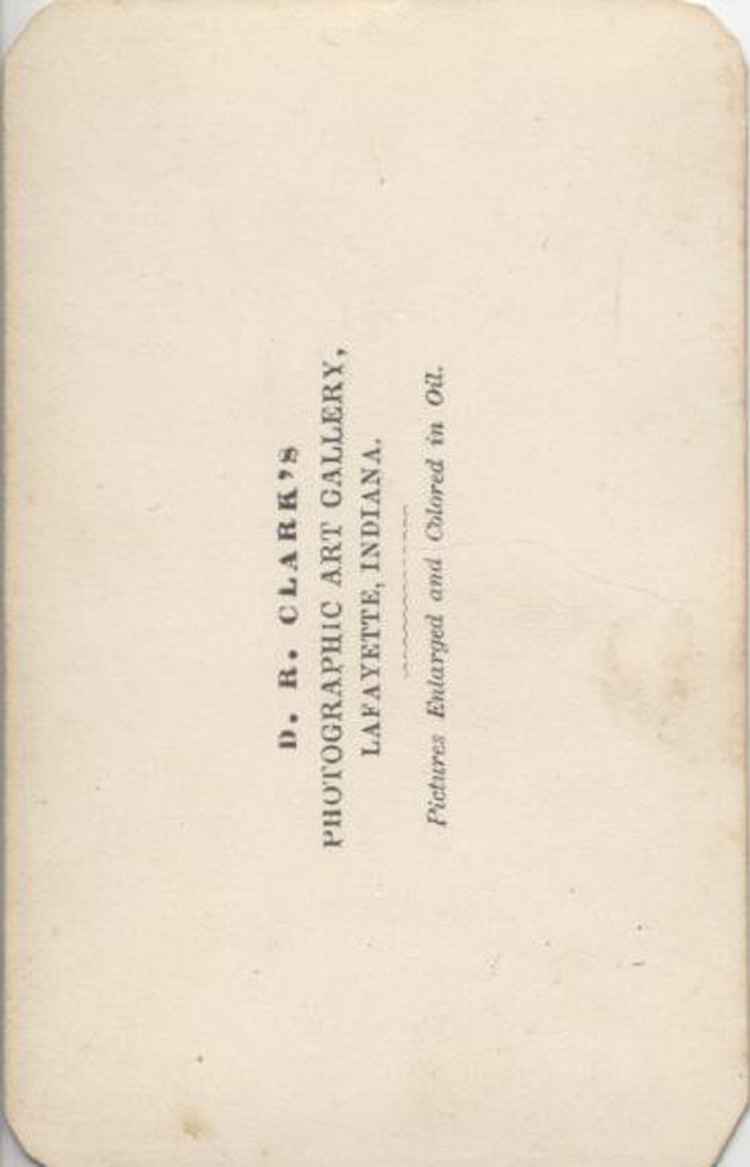 D. R. CLARK'S
PHOTOGRAPHIC ART GALLERY,
LAFAYETTE, INDIANA.
Pictures Enlarged and Colored in Oil.